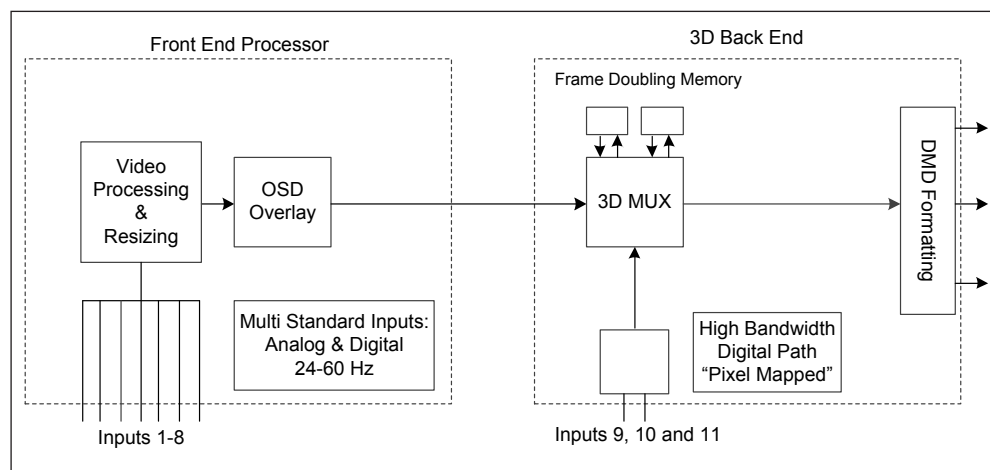 Front End Processor
3D Back End
Frame Doubling Memory
Video
Processing
&
Resizing
OSD
Overlay
3D MUX
DMD Formatting
Multi Standard Inputs:
Analog & Digital
24-60 Hz
High Bandwidth
Digital Path
“Pixel Mapped”
Inputs 1-8
Inputs 9, 10 and 11